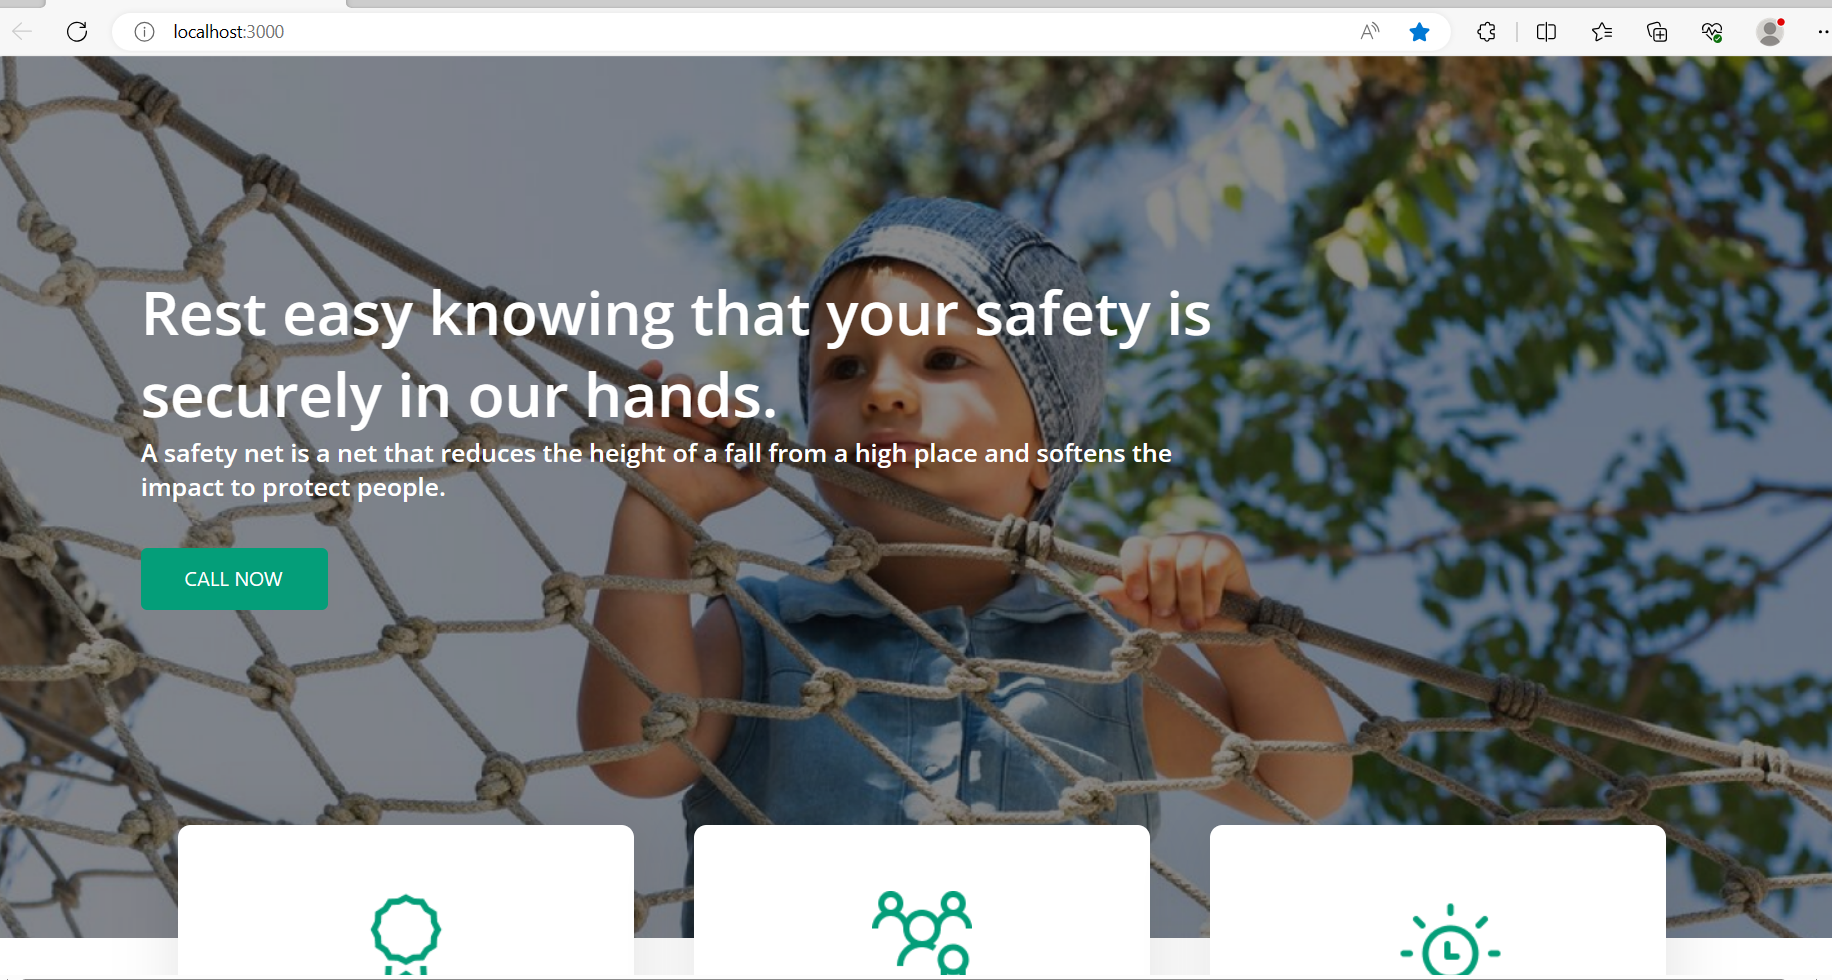 localhost:3000
Rest easy knowing that your safety is
securely in our hands.
A safety net is a net that reduces the height of a fall from a high place and softens the
impact to protect people.
CALL NOW